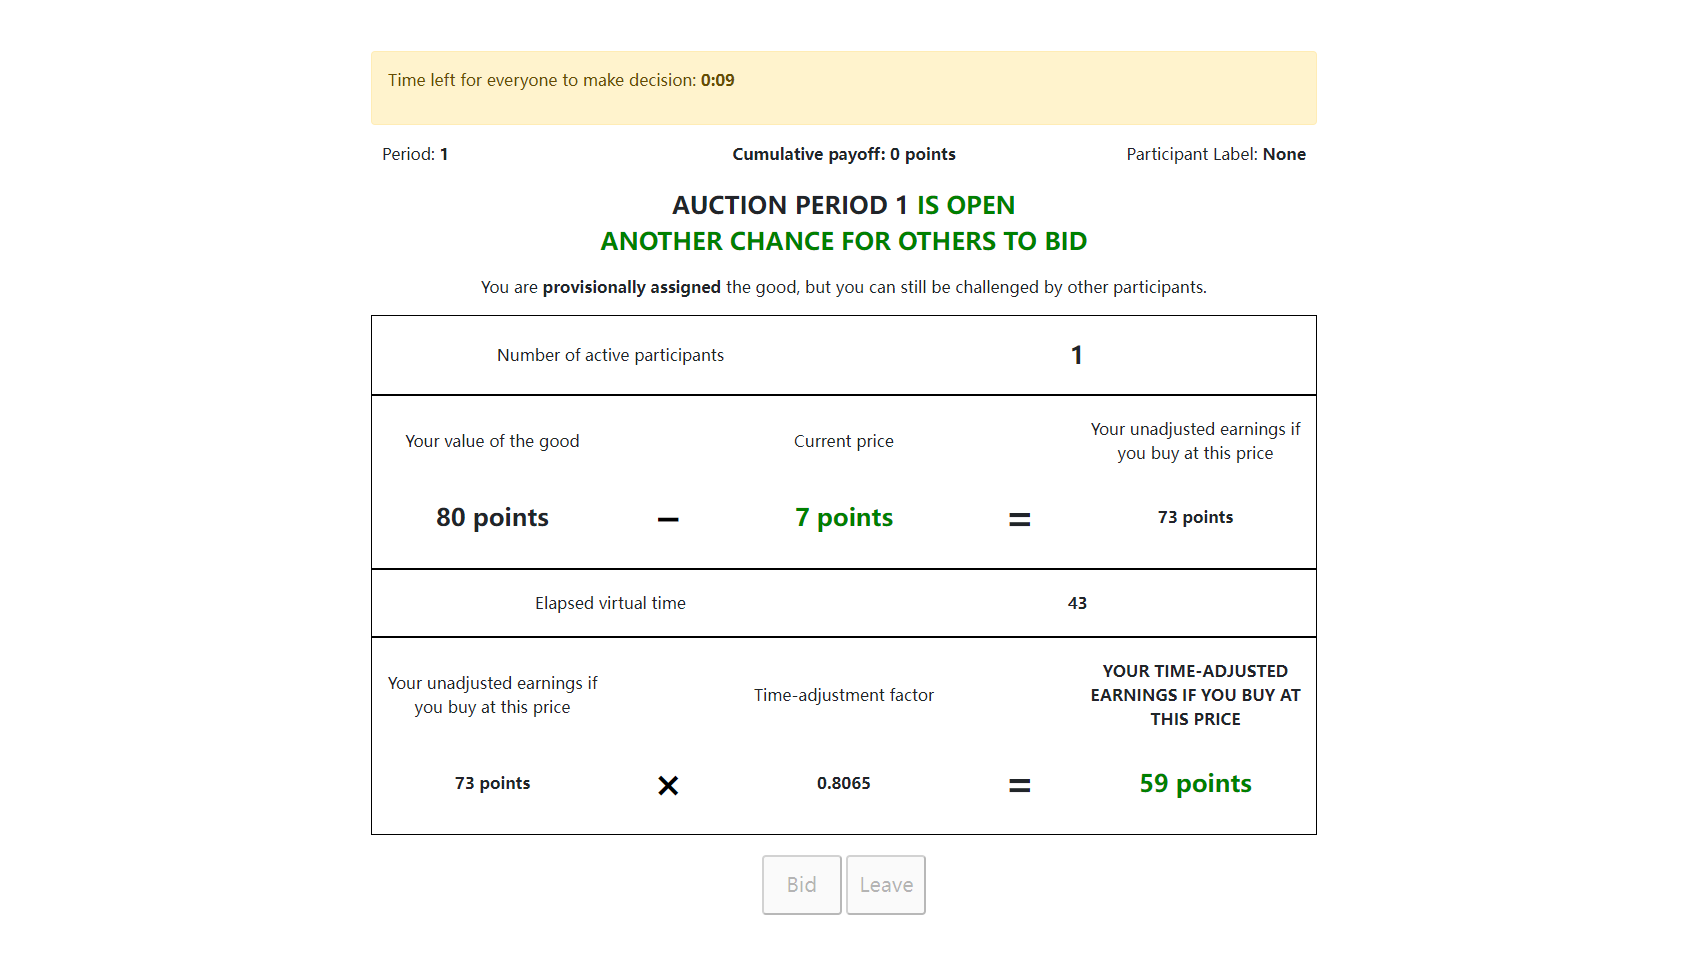 Time left for everyone to make decision: 0:09
Period: 1 Cumulative payoff: 0 points Participant Label: None
AUCTION PERIOD 1 IS OPEN
ANOTHER CHANCE FOR OTHERS TO BID
You are provisionally assigned the good, but you can still be challenged by other participants.
Number of active participants 1
Your value of the good
Current price
Your unadjusted earnings if
you buy at this price
80 points − 7 points = 73 points
Elapsed virtual time 43
Your unadjusted earnings if
you buy at this price
Time-adjustment factor
YOUR TIME-ADJUSTED
EARNINGS IF YOU BUY AT
THIS PRICE
73 points × 0.8065 = 59 points
Bid Leave